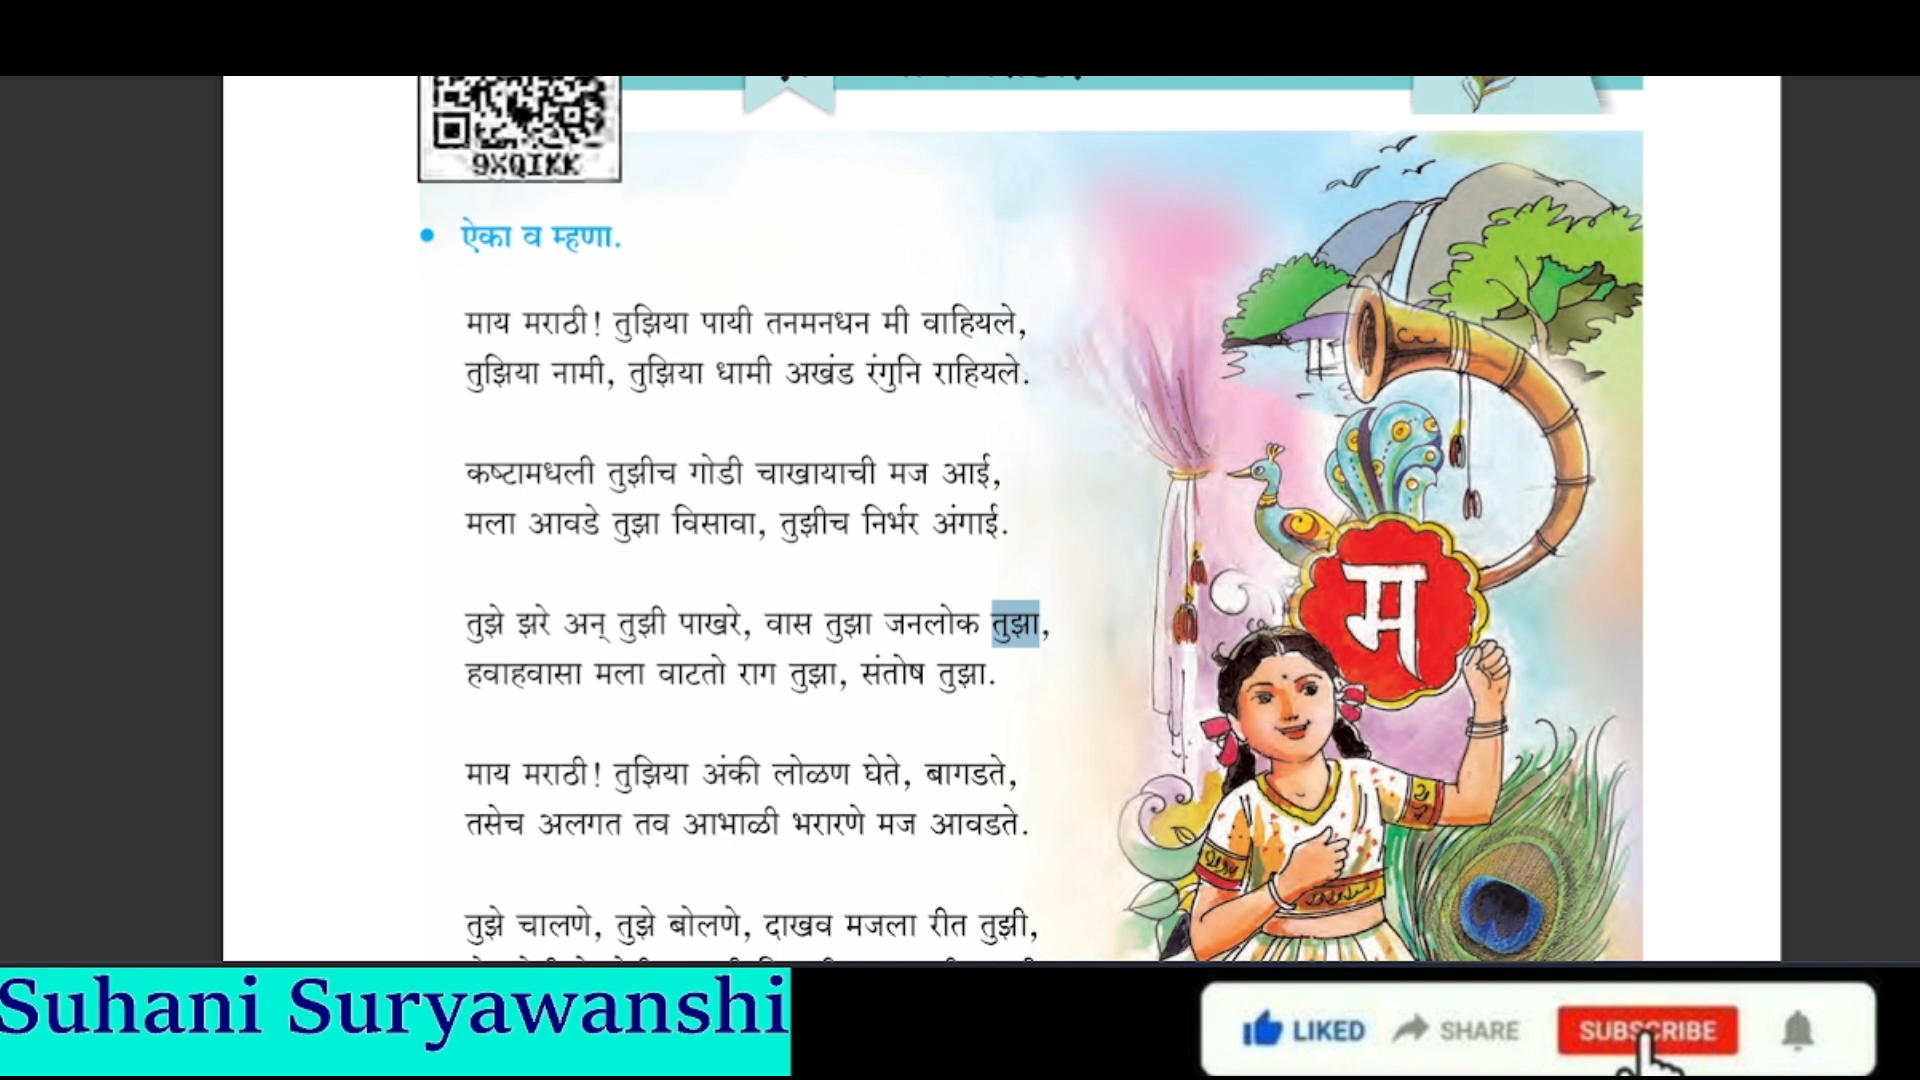 9XQIKK
• ऐका व म्हणा.
माय मराठी! तुझिया पायी तनमनधन मी वाहियले,
तुझिया नामी, तुझिया धामी अखंड रंगुनि राहियले.
कष्टामधली तुझीच गोडी चाखायाची मज आई,
मला आवडे तुझा विसावा, तुझीच निर्भर अंगाई.
तुझे झरे अन् तुझी पाखरे, वास तुझा जनलोक तुझा,
हवाहवासा मला वाटतो राग तुझा, संतोष तुझा.
म
माय मराठी! तुझिया अंकी लोळण घेते, बागडते,
तसेच अलगत तव आभाळी भरारणे मज आवडते.
तुझे चालणे, तुझे बोलणे, दाखव मजला रीत तुझी,
Suhani Suryawanshi
LIKED SHARE SUBSCRIBE